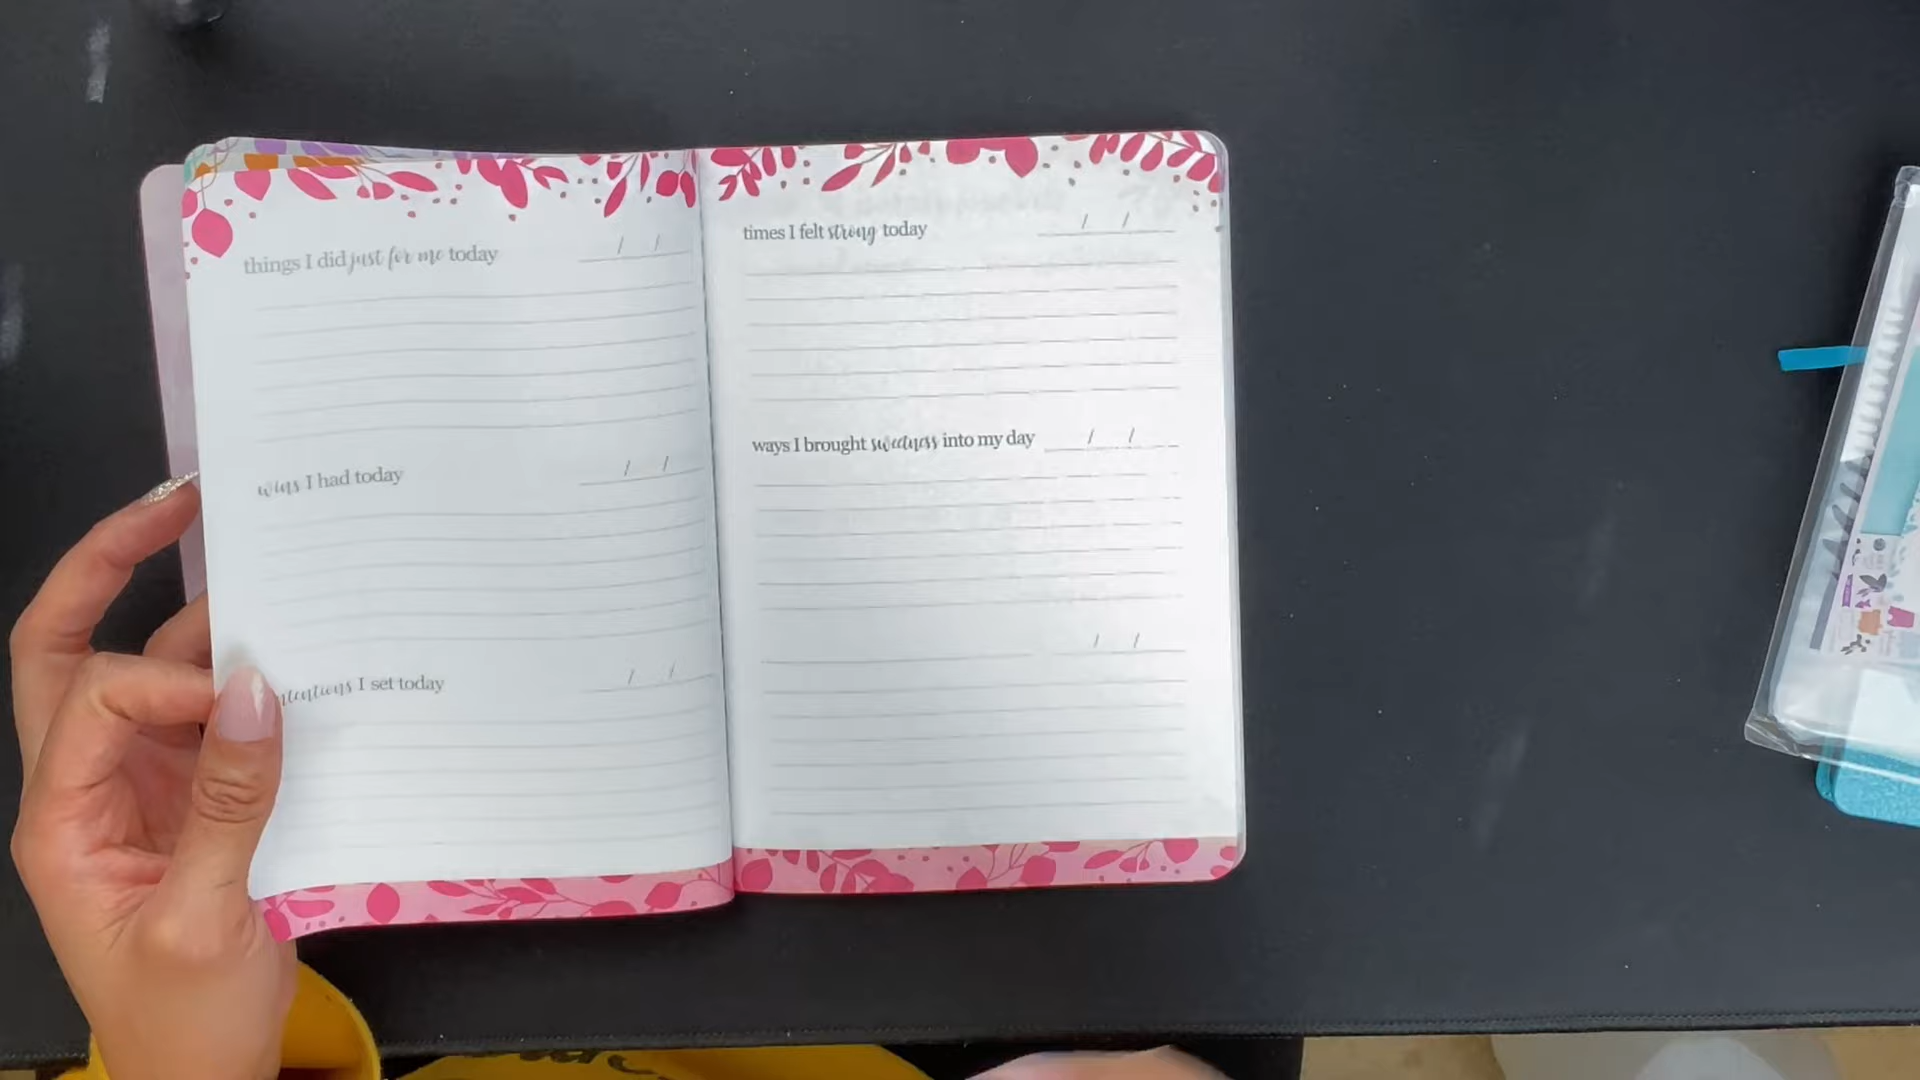 things I did just for me today / /
wins I had today / /
intentions I set today / /
times I felt strong today / /
ways I brought sweetness into my day / /
/ /